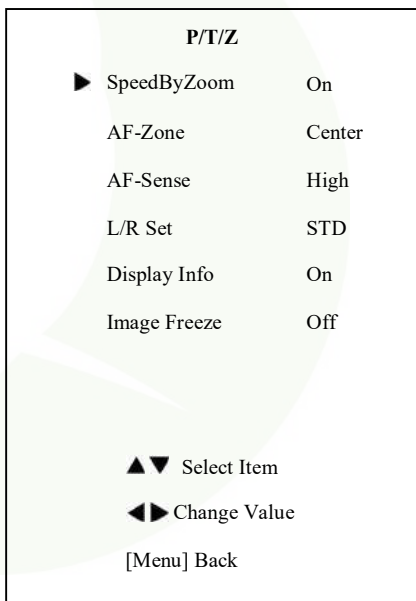 P/T/Z
▶ SpeedByZoom On
AF-Zone Center
AF-Sense High
L/R Set STD
Display Info On
Image Freeze Off
▲▼ Select Item
◀▶ Change Value
[Menu] Back